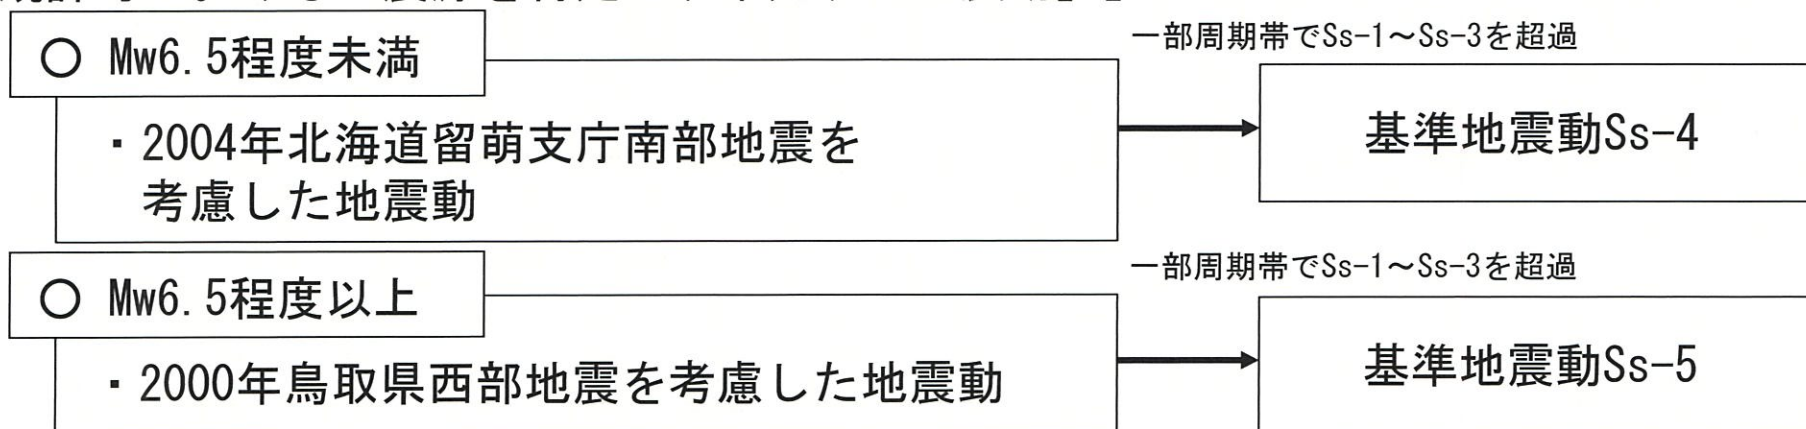 一部周期帯でSs-1～Ss-3を超過
〇 Mw6.5程度未満
・2004年北海道留萌支庁南部地震を
考慮した地震動
基準地震動Ss-4
一部周期帯でSs-1～Ss-3を超過
〇 Mw6.5程度以上
・2000年鳥取県西部地震を考慮した地震動
基準地震動Ss-5